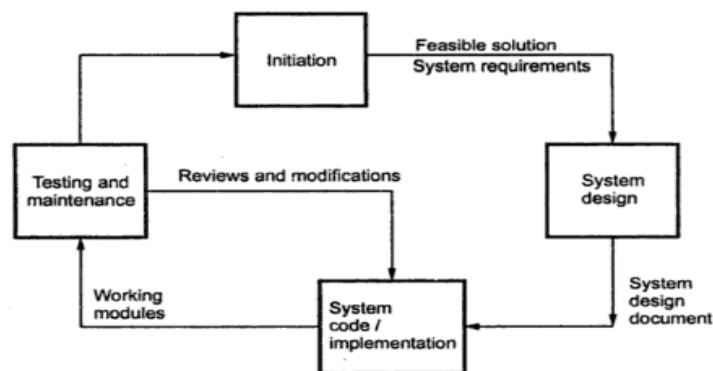 Initiation
Feasible solution
System requirements
Testing and
maintenance
Reviews and modifications
System
design
Working
modules
System
code /
implementation
System
design
document